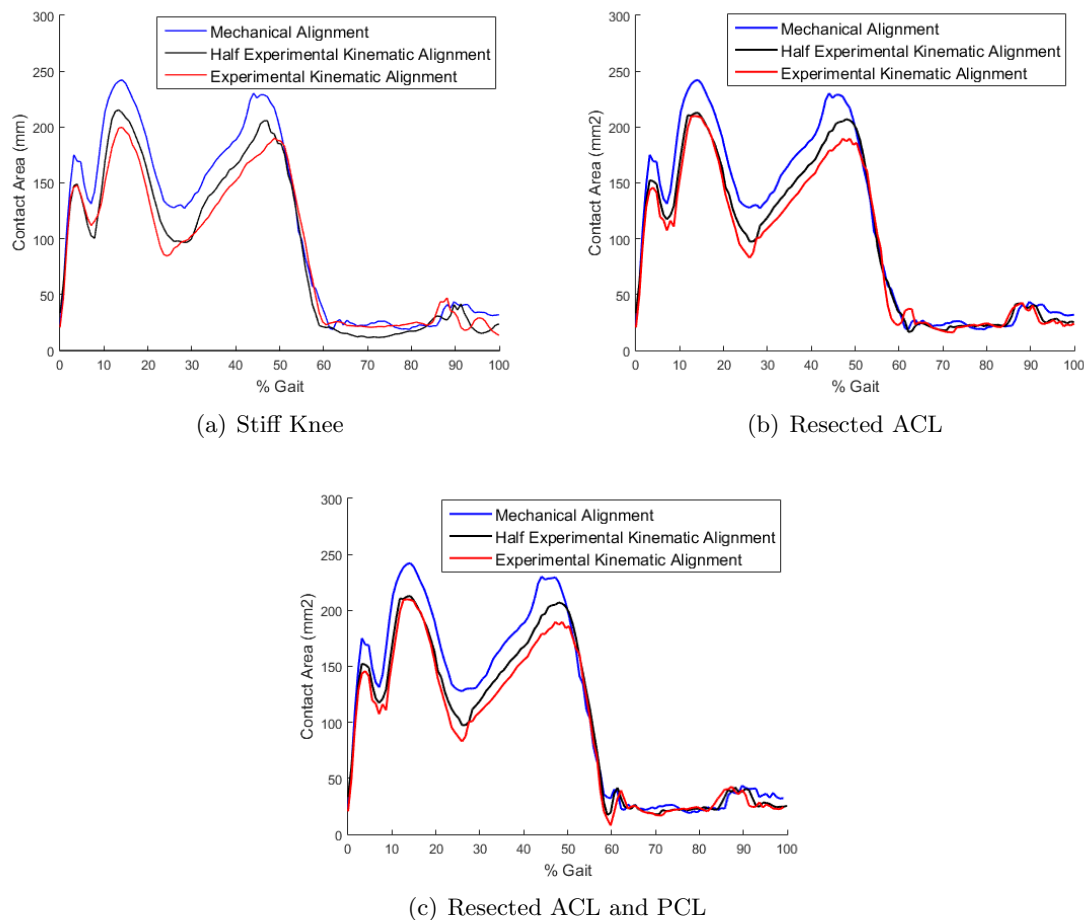 Mechanical Alignment
Half Experimental Kinematic Alignment
Experimental Kinematic Alignment
Contact Area (mm)
300
250
200
150
100
50
0
0 10 20 30 40 50 60 70 80 90 100
% Gait
(a) Stiff Knee
Mechanical Alignment
Half Experimental Kinematic Alignment
Experimental Kinematic Alignment
Contact Area (mm2)
300
250
200
150
100
50
0
0 10 20 30 40 50 60 70 80 90 100
% Gait
(b) Resected ACL
Mechanical Alignment
Half Experimental Kinematic Alignment
Experimental Kinematic Alignment
Contact Area (mm2)
300
250
200
150
100
50
0
0 10 20 30 40 50 60 70 80 90 100
% Gait
(c) Resected ACL and PCL